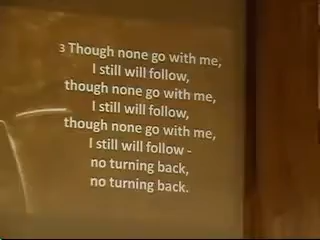 3 Though none go with me,
I still will follow,
though none go with me,
I still will follow,
though none go with me,
I still will follow -
no turning back,
no turning back.